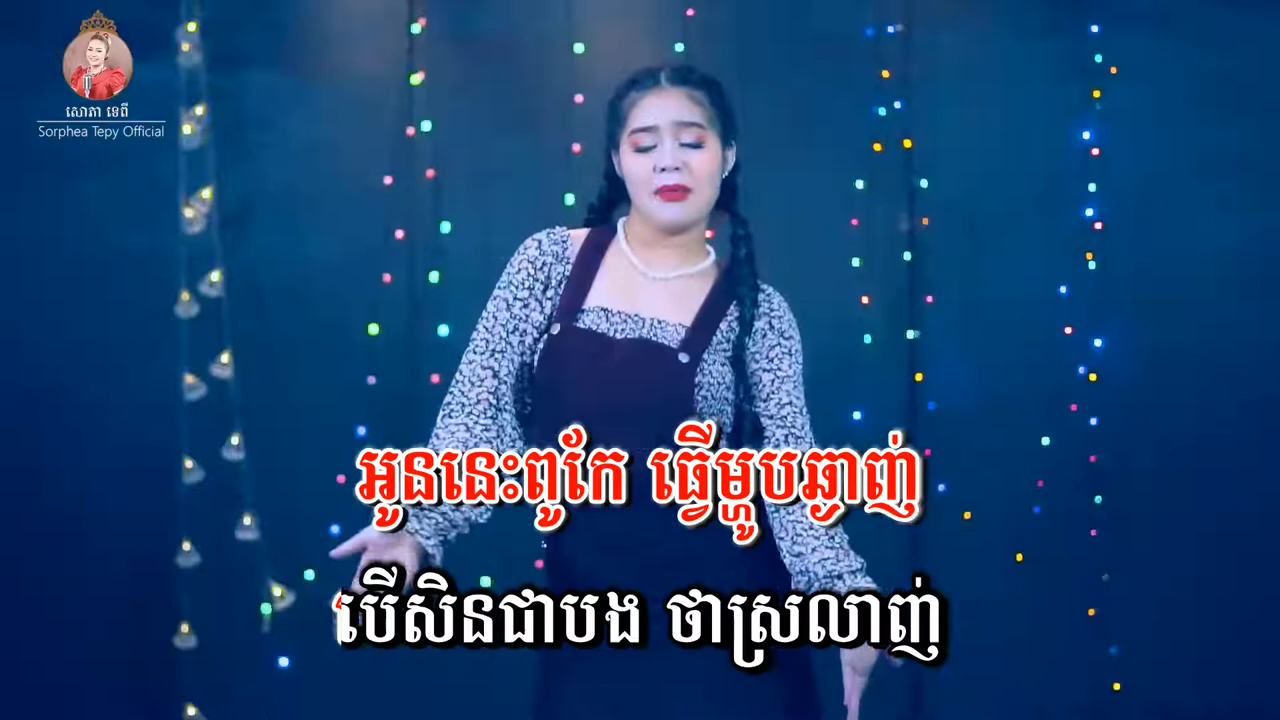 សោភា ទេពី
Sorphea Tepy Official
អូននេះពូកែ ធ្វើម្ហូបឆ្ងាញ់
បើសិនជាបង ថាស្រលាញ់